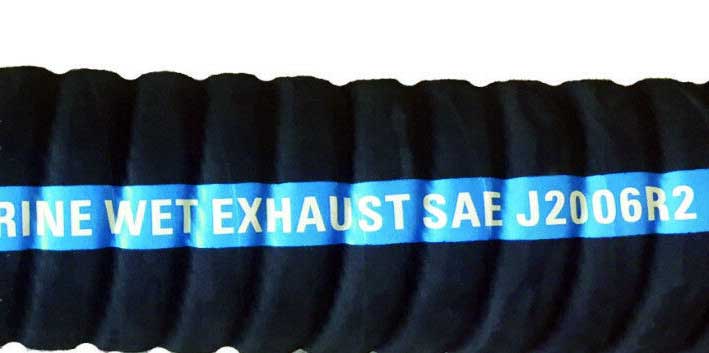 RINE WET EXHAUST SAE J2006R2